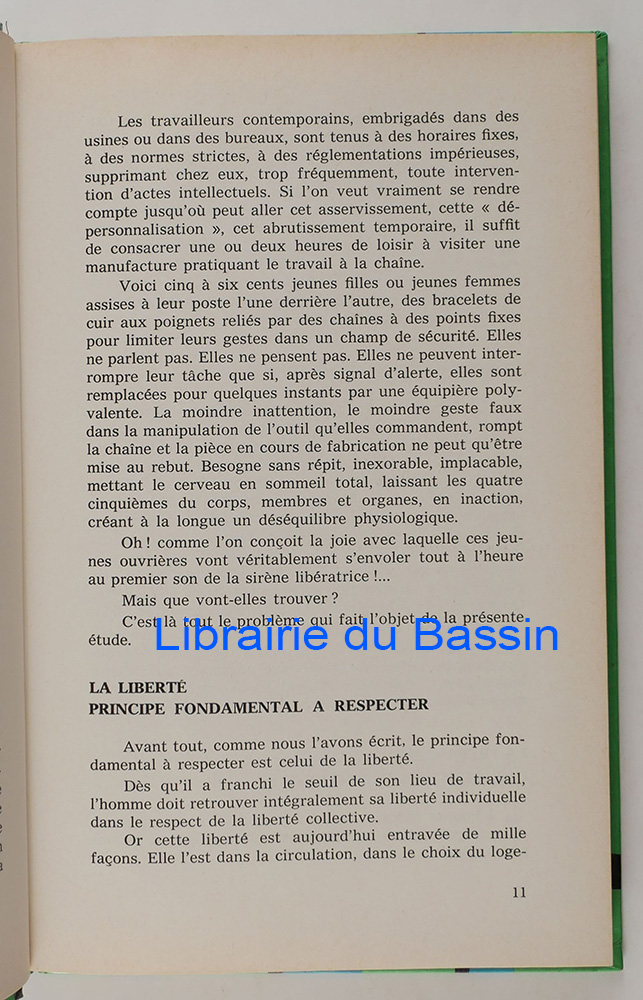 Les travailleurs contemporains, embrigadés dans des
usines ou dans des bureaux, sont tenus à des horaires fixes,
à des normes strictes, à des réglementations impérieuses,
supprimant chez eux, trop fréquemment, toute interven-
tion d'actes intellectuels. Si l'on veut vraiment se rendre
compte jusqu'où peut aller cet asservissement, cette « dé-
personnalisation », cet abrutissement temporaire, il suffit
de consacrer une ou deux heures de loisir à visiter une
manufacture pratiquant le travail à la chaîne.
Voici cinq à six cents jeunes filles ou jeunes femmes
assises à leur poste l'une derrière l'autre, des bracelets de
cuir aux poignets reliés par des chaînes à des points fixes
pour limiter leurs gestes dans un champ de sécurité. Elles
ne parlent pas. Elles ne pensent pas. Elles ne peuvent inter-
rompre leur tâche que si, après signal d'alerte, elles sont
remplacées pour quelques instants par une équipière poly-
valente. La moindre inattention, le moindre geste faux
dans la manipulation de l'outil qu'elles commandent, rompt
la chaîne et la pièce en cours de fabrication ne peut qu'être
mise au rebut. Besogne sans répit, inexorable, implacable,
mettant le cerveau en sommeil total, laissant les quatre
cinquièmes du corps, membres et organes, en inaction,
créant à la longue un déséquilibre physiologique.
Oh ! comme l'on conçoit la joie avec laquelle ces jeu-
nes ouvrières vont véritablement s'envoler tout à l'heure
au premier son de la sirène libératrice !...
Mais que vont-elles trouver ?
C'est là tout le problème qui fait l'objet de la présente
étude.
Librairie du Bassin
LA LIBERTÉ
PRINCIPE FONDAMENTAL A RESPECTER
Avant tout, comme nous l'avons écrit, le principe fon-
damental à respecter est celui de la liberté.
Dès qu'il a franchi le seuil de son lieu de travail,
l'homme doit retrouver intégralement sa liberté individuelle
dans le respect de la liberté collective.
Or cette liberté est aujourd'hui entravée de mille
façons. Elle l'est dans la circulation, dans le choix du loge-
11